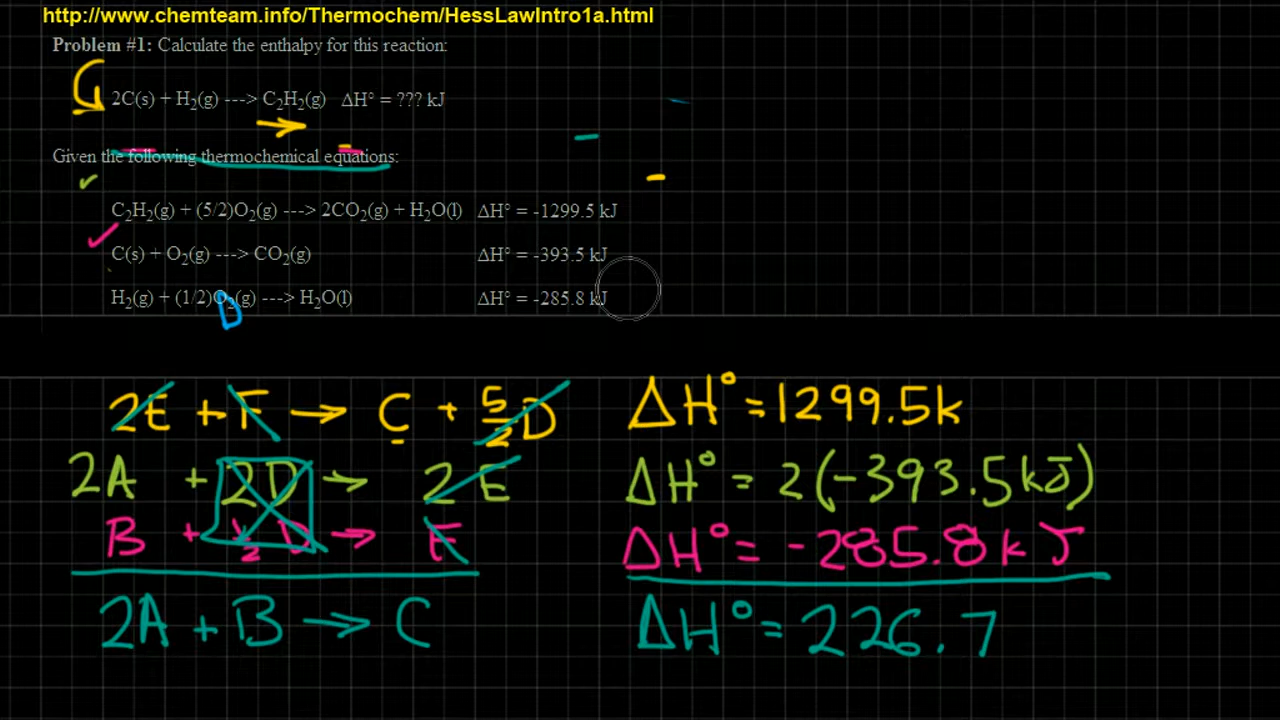 http://www.chemteam.info/Thermochem/HessLawIntro1a.html
Problem #1: Calculate the enthalpy for this reaction:
2C(s) + H₂(g) ---> C₂H₂(g) ΔH° = ??? kJ
Given the following thermochemical equations:
C₂H₂(g) + (5/2)O₂(g) ---> 2CO₂(g) + H₂O(l) ΔH° = -1299.5 kJ
C(s) + O₂(g) ---> CO₂(g) ΔH° = -393.5 kJ
H₂(g) + (1/2)O₂(g) ---> H₂O(l) ΔH° = -285.8 kJ
D
2E + F → C + 5/2 D ΔH° = 1299.5k
2A + 2D → 2E ΔH° = 2(-393.5kJ)
B + 1/2 D → F ΔH° = -285.8kJ
2A + B → C ΔH° = 226.7